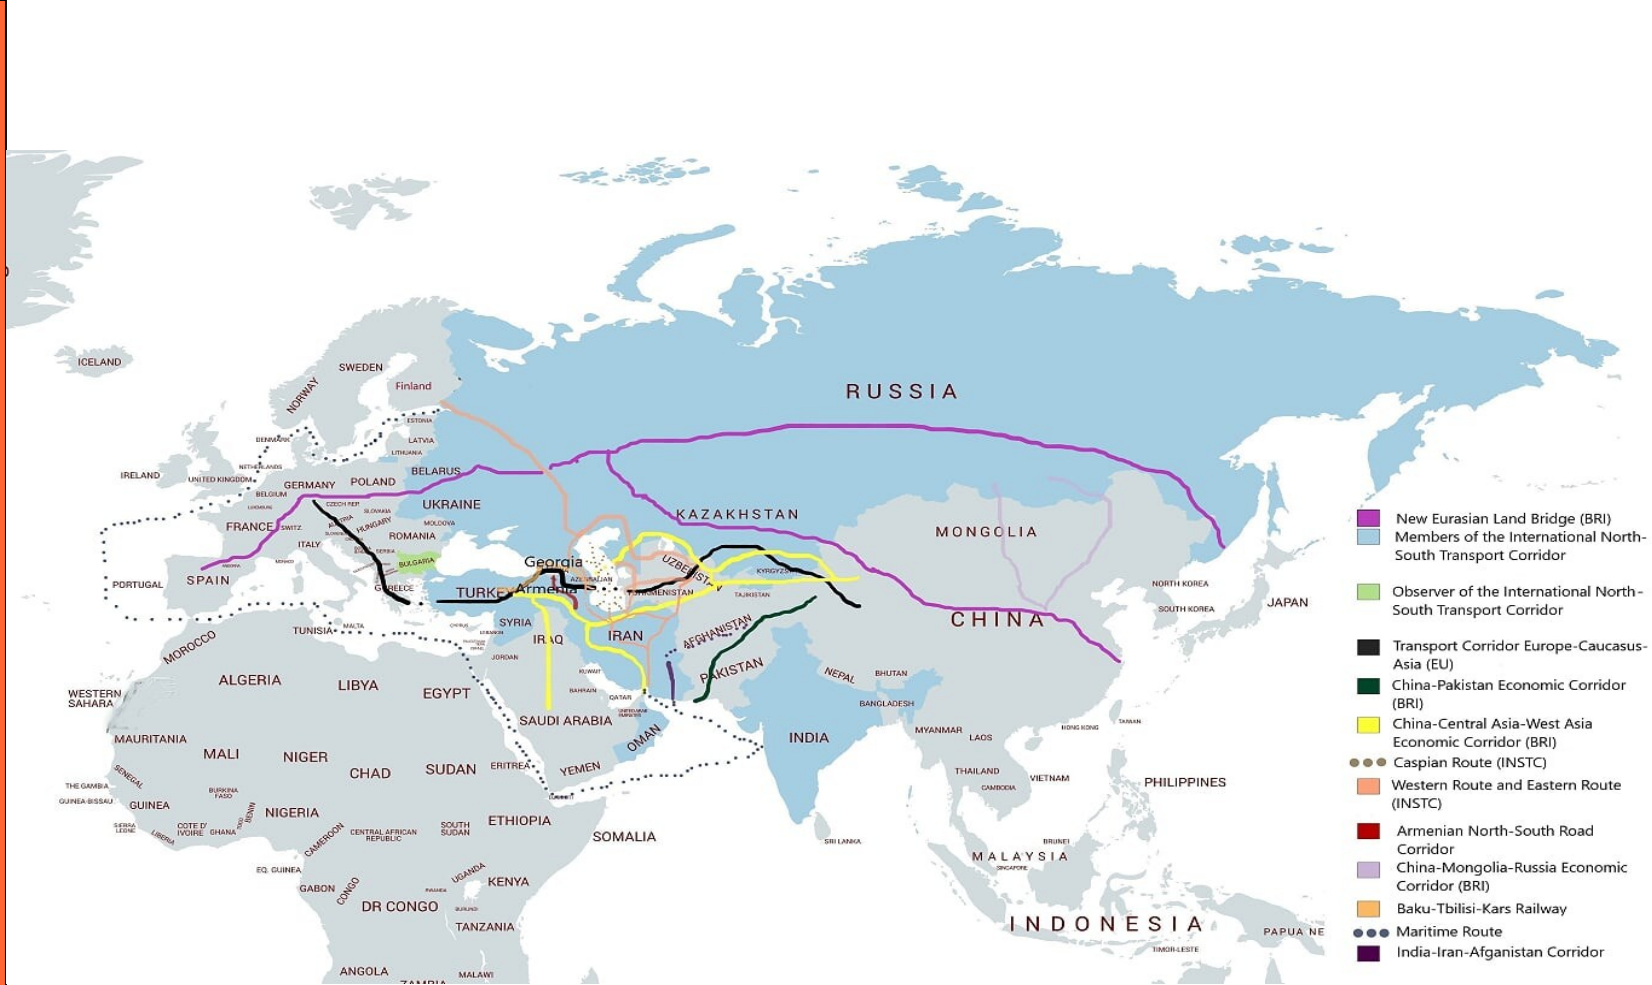 ICELAND
SWEDEN
NORWAY
Finland
RUSSIA
ESTONIA
LATVIA
LITHUANIA
DENMARK
IRELAND
UNITED KINGDOM
NETHERLANDS
BELGIUM
GERMANY
POLAND
BELARUS
UKRAINE
CZECH REP.
SLOVAKIA
AUSTRIA
HUNGARY
MOLDOVA
FRANCE
SWITZ.
ITALY
ROMANIA
SERBIA
BULGARIA
MONACO
ANDORRA
PORTUGAL
SPAIN
GREECE
TURKEY
Georgia
Armenia
AZERBAIJAN
KAZAKHSTAN
MONGOLIA
UZBEKISTAN
KYRGYZSTAN
TURKMENISTAN
TAJIKISTAN
NORTH KOREA
SOUTH KOREA
JAPAN
CHINA
MOROCCO
TUNISIA
MALTA
CYPRUS
LEBANON
SYRIA
IRAQ
IRAN
AFGHANISTAN
PAKISTAN
JORDAN
KUWAIT
BAHRAIN
QATAR
UNITED ARAB
EMIRATES
NEPAL
BHUTAN
BANGLADESH
WESTERN
SAHARA
ALGERIA
LIBYA
EGYPT
SAUDI ARABIA
OMAN
YEMEN
INDIA
MYANMAR
LAOS
HONG KONG
TAIWAN
MAURITANIA
MALI
NIGER
CHAD
SUDAN
ERITREA
DJIBOUTI
THAILAND
VIETNAM
CAMBODIA
PHILIPPINES
SENEGAL
THE GAMBIA
GUINEA-BISSAU
GUINEA
BURKINA
FASO
SIERRA
LEONE
LIBERIA
COTE D'
IVOIRE
GHANA
TOGO
BENIN
NIGERIA
CAMEROON
CENTRAL AFRICAN
REPUBLIC
SOUTH
SUDAN
ETHIOPIA
SOMALIA
SRI LANKA
BRUNEI
MALAYSIA
SINGAPORE
EQ. GUINEA
GABON
CONGO
DR CONGO
UGANDA
RWANDA
BURUNDI
KENYA
TANZANIA
INDONESIA
TIMOR-LESTE
PAPUA NE
ANGOLA
ZAMBIA
MALAWI
New Eurasian Land Bridge (BRI)
Members of the International North-
South Transport Corridor
Observer of the International North-
South Transport Corridor
Transport Corridor Europe-Caucasus-
Asia (EU)
China-Pakistan Economic Corridor
(BRI)
China-Central Asia-West Asia
Economic Corridor (BRI)
Caspian Route (INSTC)
Western Route and Eastern Route
(INSTC)
Armenian North-South Road
Corridor
China-Mongolia-Russia Economic
Corridor (BRI)
Baku-Tbilisi-Kars Railway
Maritime Route
India-Iran-Afganistan Corridor